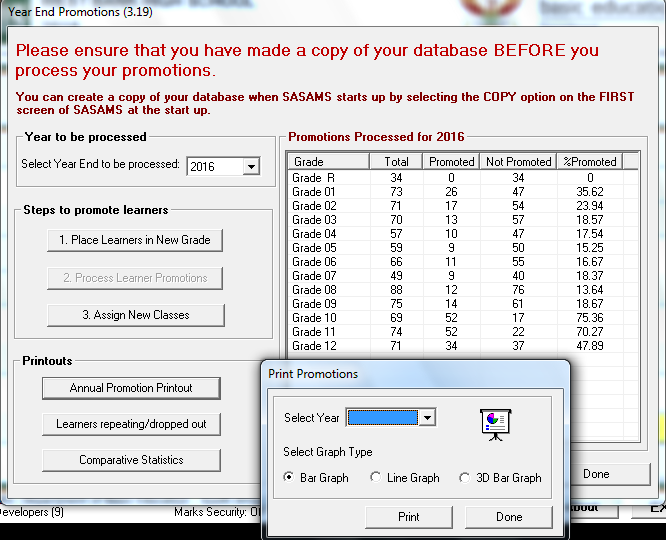 Year End Promotions (3.19)
Please ensure that you have made a copy of your database BEFORE you
process your promotions.
You can create a copy of your database when SASAMS starts up by selecting the COPY option on the FIRST
screen of SASAMS at the start up.
Year to be processed
Select Year End to be processed: 2016
Steps to promote learners
1. Place Learners in New Grade
2. Process Learner Promotions
3. Assign New Classes
Printouts
Annual Promotion Printout
Learners repeating/dropped out
Comparative Statistics
Promotions Processed for 2016
Grade Total Promoted Not Promoted %Promoted
Grade R 34 0 34 0
Grade 01 73 26 47 35.62
Grade 02 71 17 54 23.94
Grade 03 70 13 57 18.57
Grade 04 57 10 47 17.54
Grade 05 59 9 50 15.25
Grade 06 66 11 55 16.67
Grade 07 49 9 40 18.37
Grade 08 88 12 76 13.64
Grade 09 75 14 61 18.67
Grade 10 69 52 17 75.36
Grade 11 74 52 22 70.27
Grade 12 71 34 37 47.89
Done
Print Promotions
Select Year
Select Graph Type
Bar Graph Line Graph 3D Bar Graph
Print Done
evelopers (9) Marks Security: O bout EX